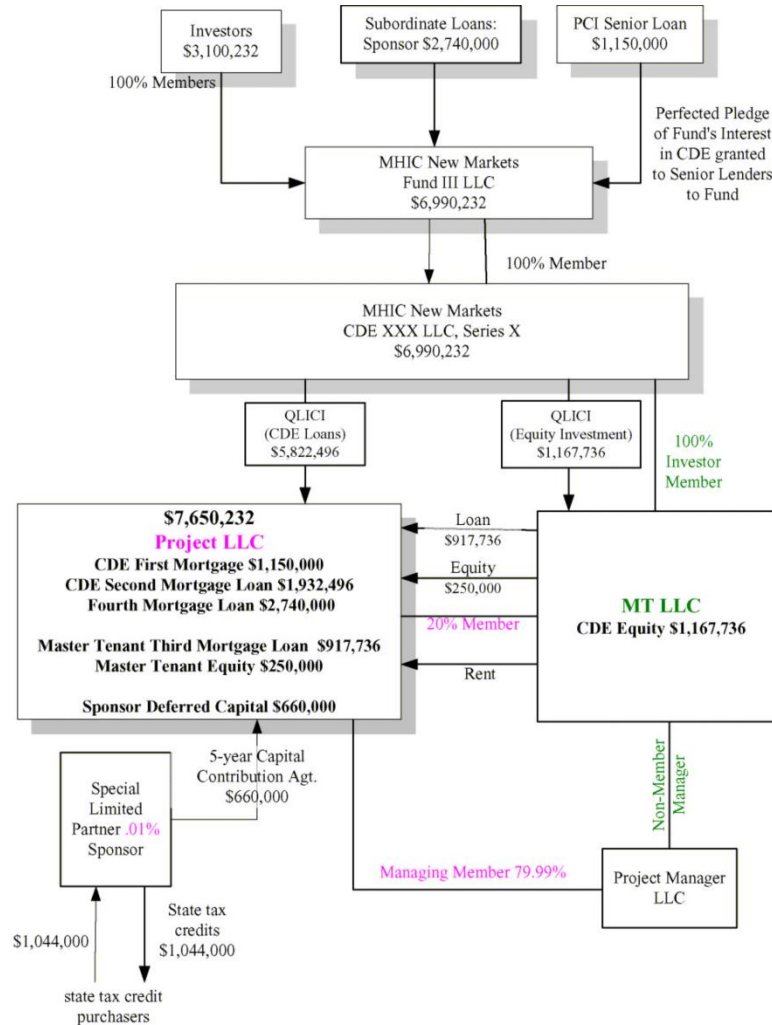 Investors
$3,100,232
Subordinate Loans:
Sponsor $2,740,000
PCI Senior Loan
$1,150,000
100% Members
Perfected Pledge
of Fund's Interest
in CDE granted
to Senior Lenders
to Fund
MHIC New Markets
Fund III LLC
$6,990,232
100% Member
MHIC New Markets
CDE XXX LLC, Series X
$6,990,232
QLICI
(CDE Loans)
$5,822,496
QLICI
(Equity Investment)
$1,167,736
100%
Investor
Member
$7,650,232
Project LLC
CDE First Mortgage $1,150,000
CDE Second Mortgage Loan $1,932,496
Fourth Mortgage Loan $2,740,000
Master Tenant Third Mortgage Loan $917,736
Master Tenant Equity $250,000
Sponsor Deferred Capital $660,000
Loan
$917,736
Equity
$250,000
20% Member
Rent
MT LLC
CDE Equity $1,167,736
5-year Capital
Contribution Agt.
$660,000
Special
Limited
Partner .01%
Sponsor
Non-Member
Manager
Managing Member 79.99%
Project Manager
LLC
$1,044,000
State tax
credits
$1,044,000
state tax credit
purchasers